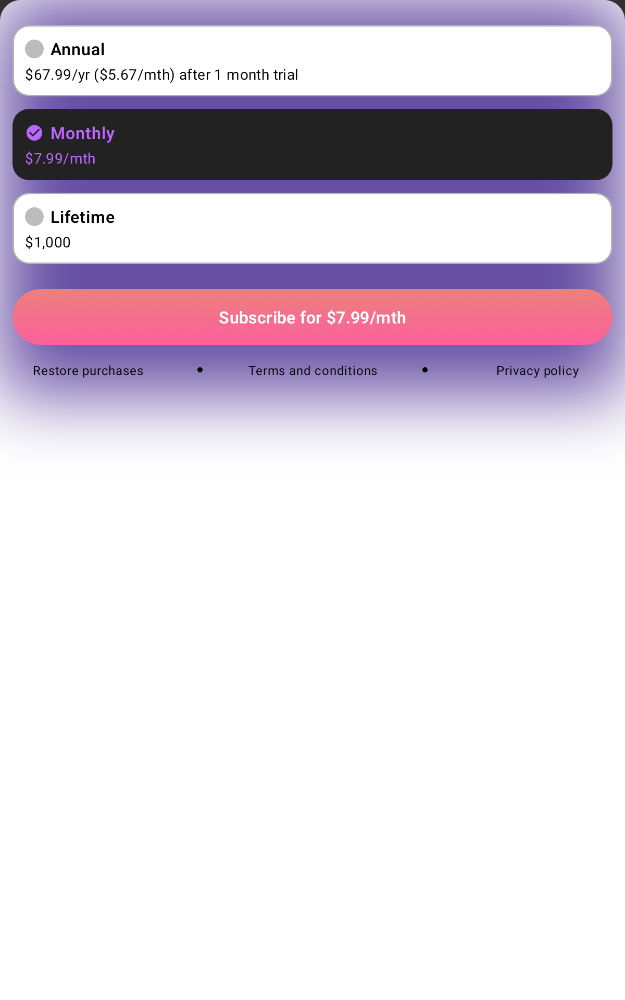 Annual
$67.99/yr ($5.67/mth) after 1 month trial
Monthly
$7.99/mth
Lifetime
$1,000
Subscribe for $7.99/mth
Restore purchases • Terms and conditions • Privacy policy